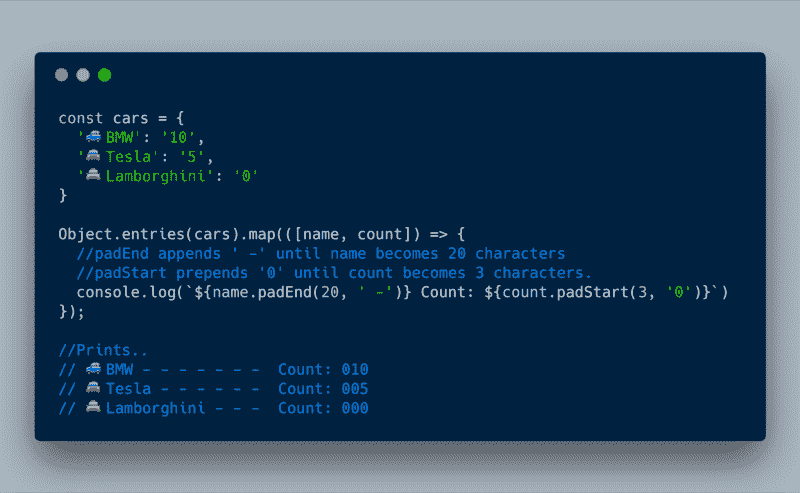 const cars = {
  '🚙BMW': '10',
  '🚘Tesla': '5',
  '🚖Lamborghini': '0'
}
Object.entries(cars).map(([name, count]) => {
  //padEnd appends ' -' until name becomes 20 characters
  //padStart prepends '0' until count becomes 3 characters.
  console.log(`${name.padEnd(20, ' -')} Count: ${count.padStart(3, '0')}`)
});
//Prints..
// 🚙BMW - - - - - - -  Count: 010
// 🚘Tesla - - - - - -  Count: 005
// 🚖Lamborghini - - -  Count: 000